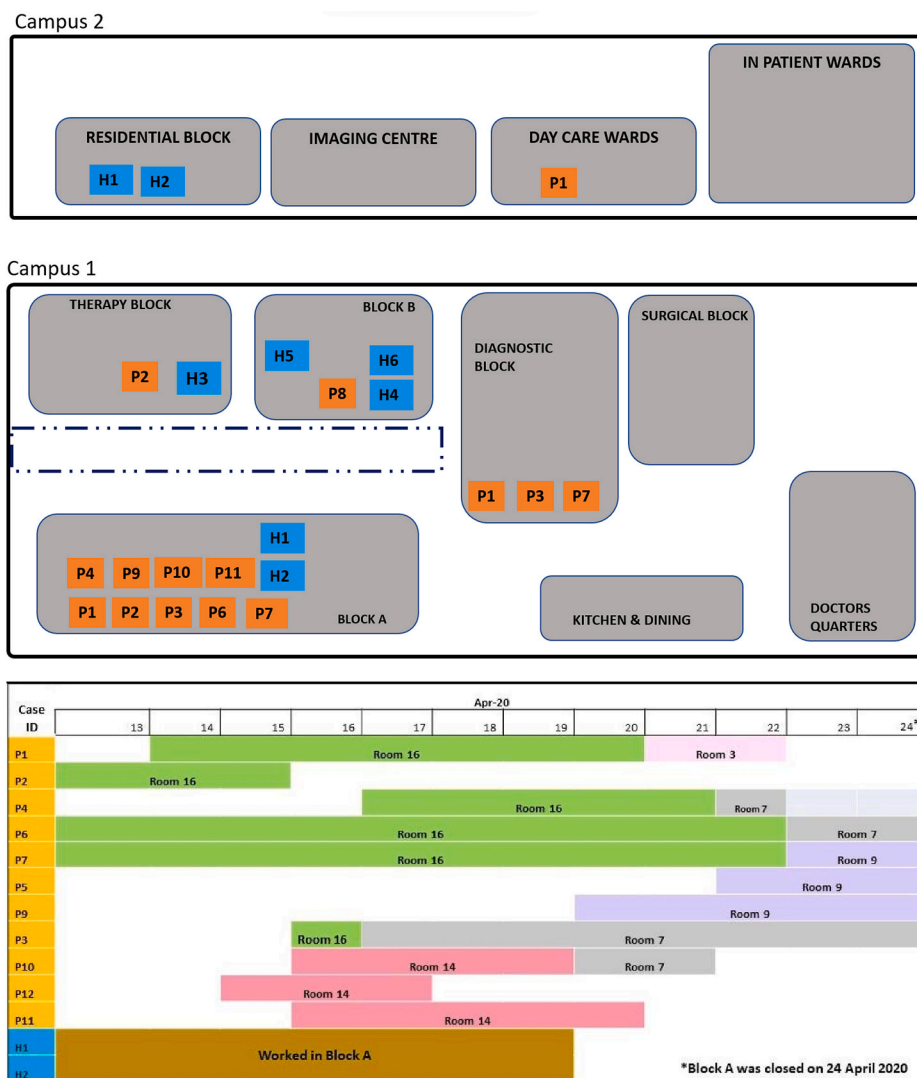 Campus 2
IN PATIENT WARDS
RESIDENTIAL BLOCK IMAGING CENTRE DAY CARE WARDS
H1 H2 P1
Campus 1
THERAPY BLOCK BLOCK B SURGICAL BLOCK
DIAGNOSTIC
BLOCK
H5 H6
P2 H3 P8 H4
P1 P3 P7
H1
P4 P9 P10 P11 H2
P1 P2 P3 P6 P7
BLOCK A
KITCHEN & DINING
DOCTORS
QUARTERS
Case
ID
Apr-20
13 14 15 16 17 18 19 20 21 22 23 24*
P1 Room 16 Room 3
P2 Room 16
P4 Room 16 Room 7
P6 Room 16 Room 7
P7 Room 16 Room 9
P5 Room 9
P9 Room 9
P3 Room 16 Room 7
P10 Room 14 Room 7
P12 Room 14
P11 Room 14
H1
Worked in Block A
H2
*Block A was closed on 24 April 2020